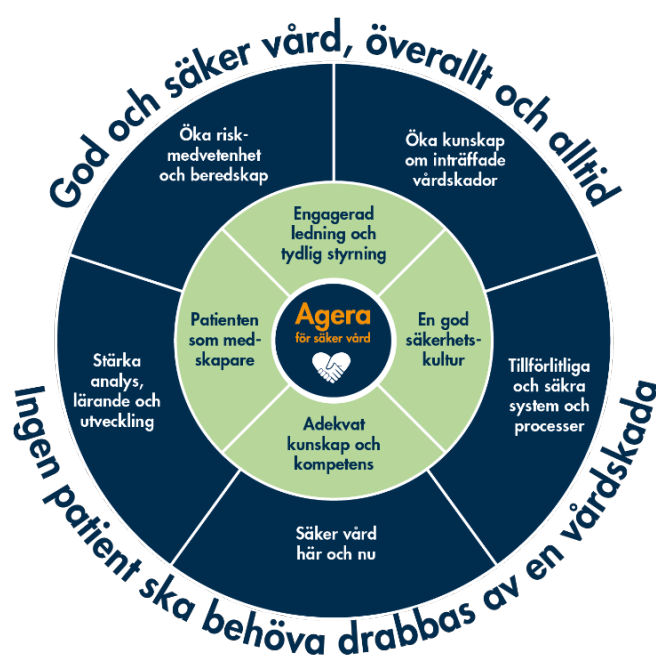 God och säker vård, överallt och alltid
Öka risk-
medvetenhet
och beredskap
Öka kunskap
om inträffade
vårdskador
Engagerad
ledning och
tydlig styrning
Patienten
som med-
skapare
Agera
för säker vård
En god
säkerhets-
kultur
Stärka
analys,
lärande och
utveckling
Tillförlitliga
och säkra
system och
processer
Adekvat
kunskap och
kompetens
Säker vård
här och nu
Ingen patient ska behöva drabbas av en vårdskada